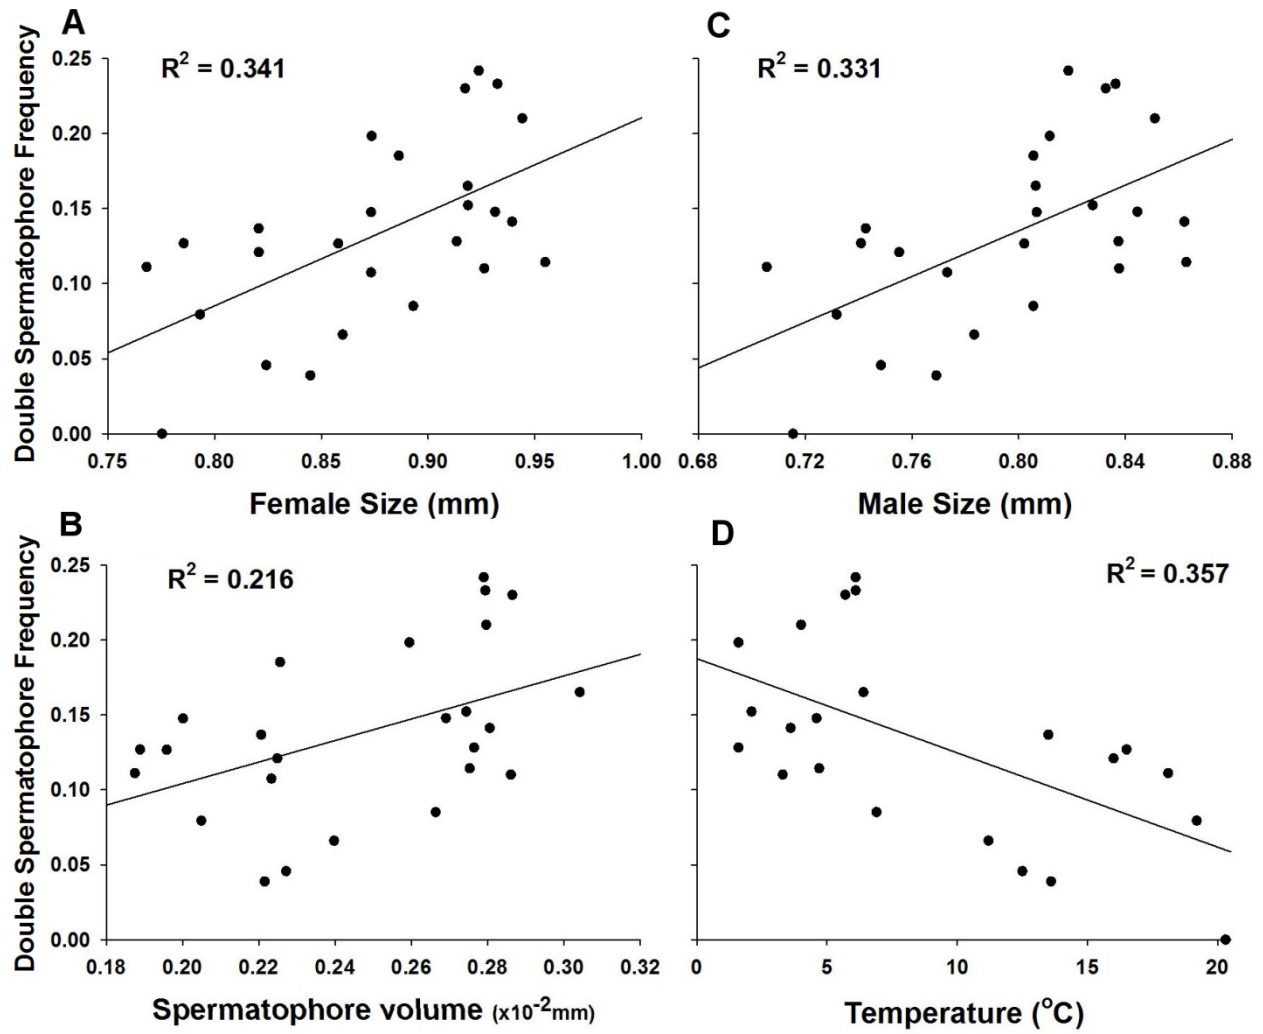 A
Double Spermatophore Frequency
R² = 0.341
0.25
0.20
0.15
0.10
0.05
0.00
0.75 0.80 0.85 0.90 0.95 1.00
Female Size (mm)
C
R² = 0.331
0.68 0.72 0.76 0.80 0.84 0.88
Male Size (mm)
B
Double Spermatophore Frequency
R² = 0.216
0.25
0.20
0.15
0.10
0.05
0.00
0.18 0.20 0.22 0.24 0.26 0.28 0.30 0.32
Spermatophore volume (x10⁻²mm)
D
R² = 0.357
0 5 10 15 20
Temperature (°C)